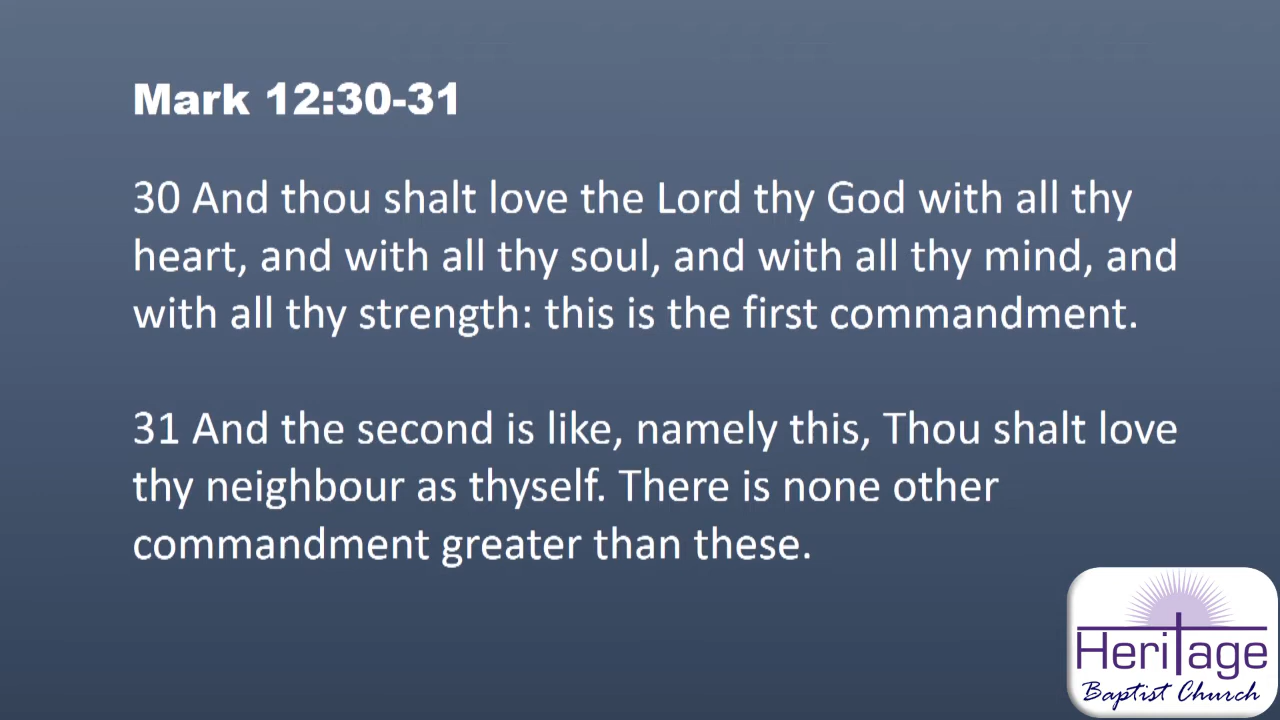 Mark 12:30-31
30 And thou shalt love the Lord thy God with all thy
heart, and with all thy soul, and with all thy mind, and
with all thy strength: this is the first commandment.
31 And the second is like, namely this, Thou shalt love
thy neighbour as thyself. There is none other
commandment greater than these.
Heritage
Baptist Church